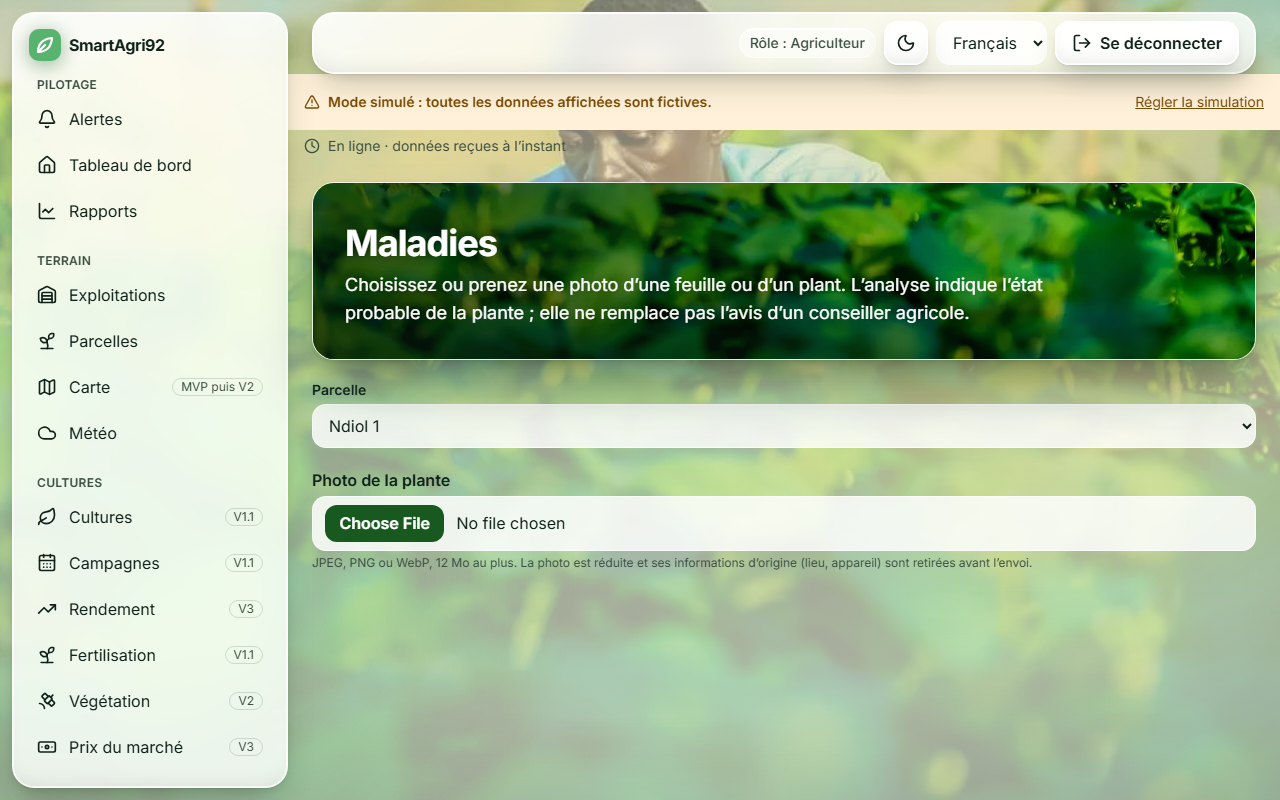 SmartAgri92
PILOTAGE
Alertes
Tableau de bord
Rapports
TERRAIN
Exploitations
Parcelles
Carte MVP puis V2
Météo
CULTURES
Cultures V1.1
Campagnes V1.1
Rendement V3
Fertilisation V1.1
Végétation V2
Prix du marché V3
Rôle : Agriculteur
Français
Se déconnecter
Mode simulé : toutes les données affichées sont fictives.
Régler la simulation
En ligne · données reçues à l’instant
Maladies
Choisissez ou prenez une photo d’une feuille ou d’un plant. L’analyse indique l’état
probable de la plante ; elle ne remplace pas l’avis d’un conseiller agricole.
Parcelle
Ndiol 1
Photo de la plante
Choose File No file chosen
JPEG, PNG ou WebP, 12 Mo au plus. La photo est réduite et ses informations d’origine (lieu, appareil) sont retirées avant l’envoi.